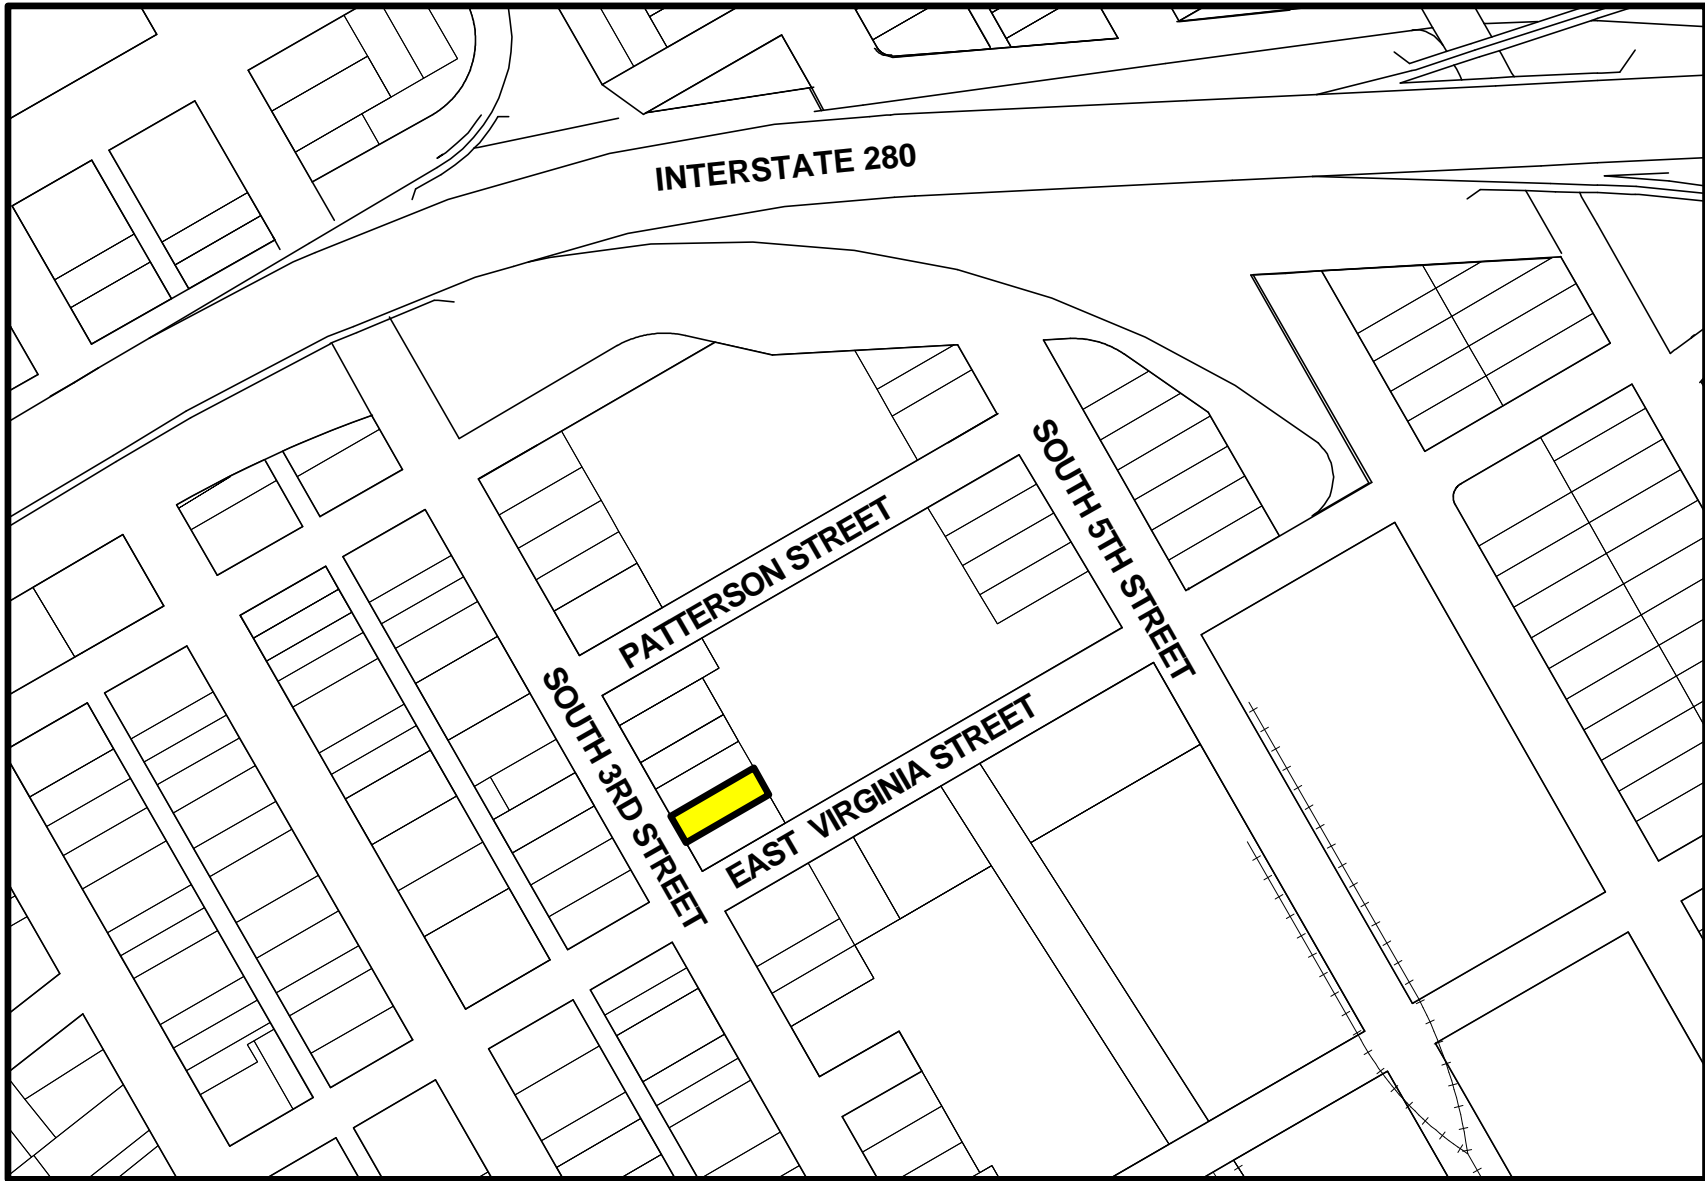 INTERSTATE 280
SOUTH 5TH STREET
PATTERSON STREET
SOUTH 3RD STREET
EAST VIRGINIA STREET